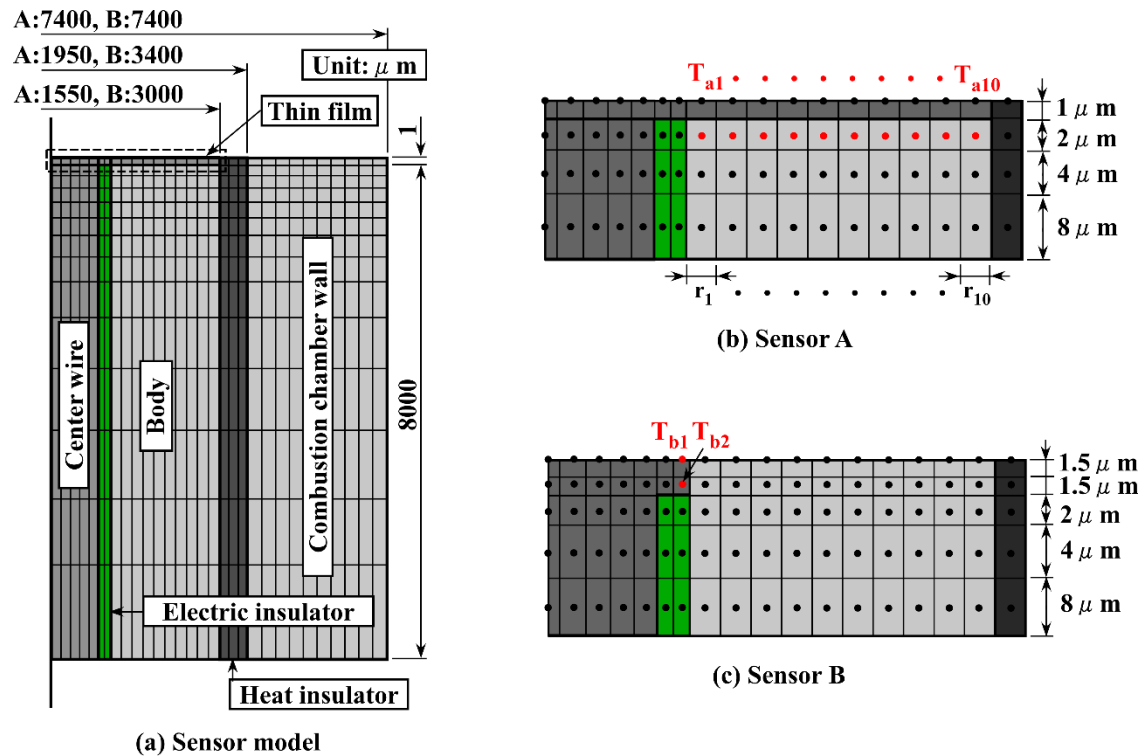 A:7400, B:7400
A:1950, B:3400
Unit: μ m
A:1550, B:3000
Thin film
1
Center wire
Body
Combustion chamber wall
8000
Electric insulator
Heat insulator
(a) Sensor model
Ta1 Ta10
1 μ m
2 μ m
4 μ m
8 μ m
r1 r10
(b) Sensor A
Tb1 Tb2
1.5 μ m
1.5 μ m
2 μ m
4 μ m
8 μ m
(c) Sensor B